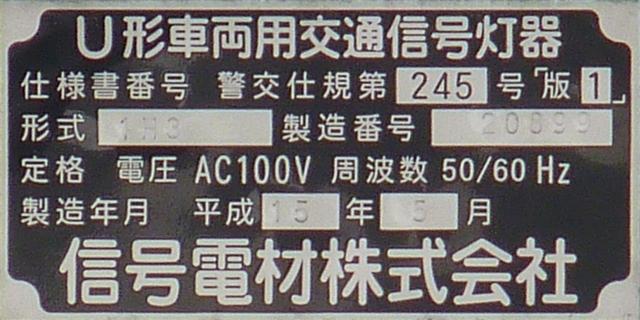 U形車両用交通信号灯器
仕様書番号 警交仕規第 245 号「版 1」
形式 1H3 製造番号 20899
定格 電圧 AC100V 周波数 50/60 Hz
製造年月 平成 15 年 5 月
信号電材株式会社